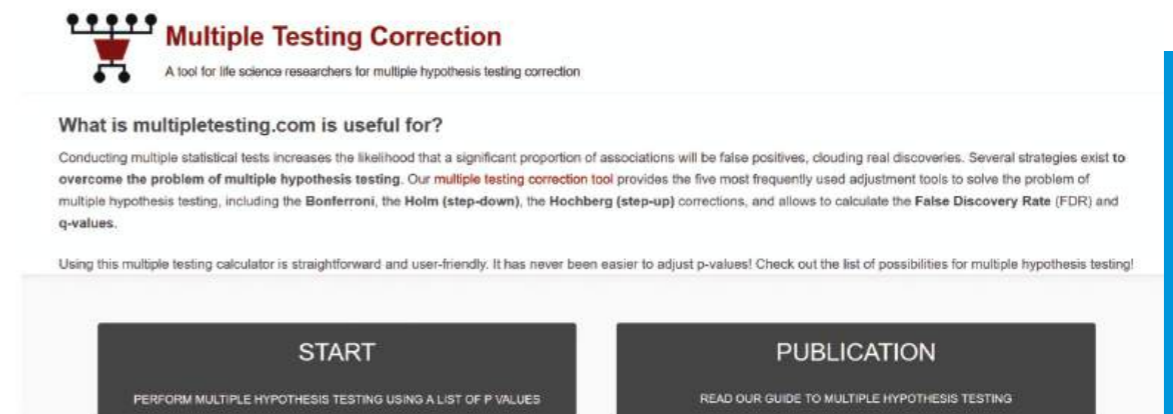 Multiple Testing Correction
A tool for life science researchers for multiple hypothesis testing correction
What is multipletesting.com is useful for?
Conducting multiple statistical tests increases the likelihood that a significant proportion of associations will be false positives, clouding real discoveries. Several strategies exist to
overcome the problem of multiple hypothesis testing. Our multiple testing correction tool provides the five most frequently used adjustment tools to solve the problem of
multiple hypothesis testing, including the Bonferroni, the Holm (step-down), the Hochberg (step-up) corrections, and allows to calculate the False Discovery Rate (FDR) and
q-values.
Using this multiple testing calculator is straightforward and user-friendly. It has never been easier to adjust p-values! Check out the list of possibilities for multiple hypothesis testing!
START
PERFORM MULTIPLE HYPOTHESIS TESTING USING A LIST OF P VALUES
PUBLICATION
READ OUR GUIDE TO MULTIPLE HYPOTHESIS TESTING